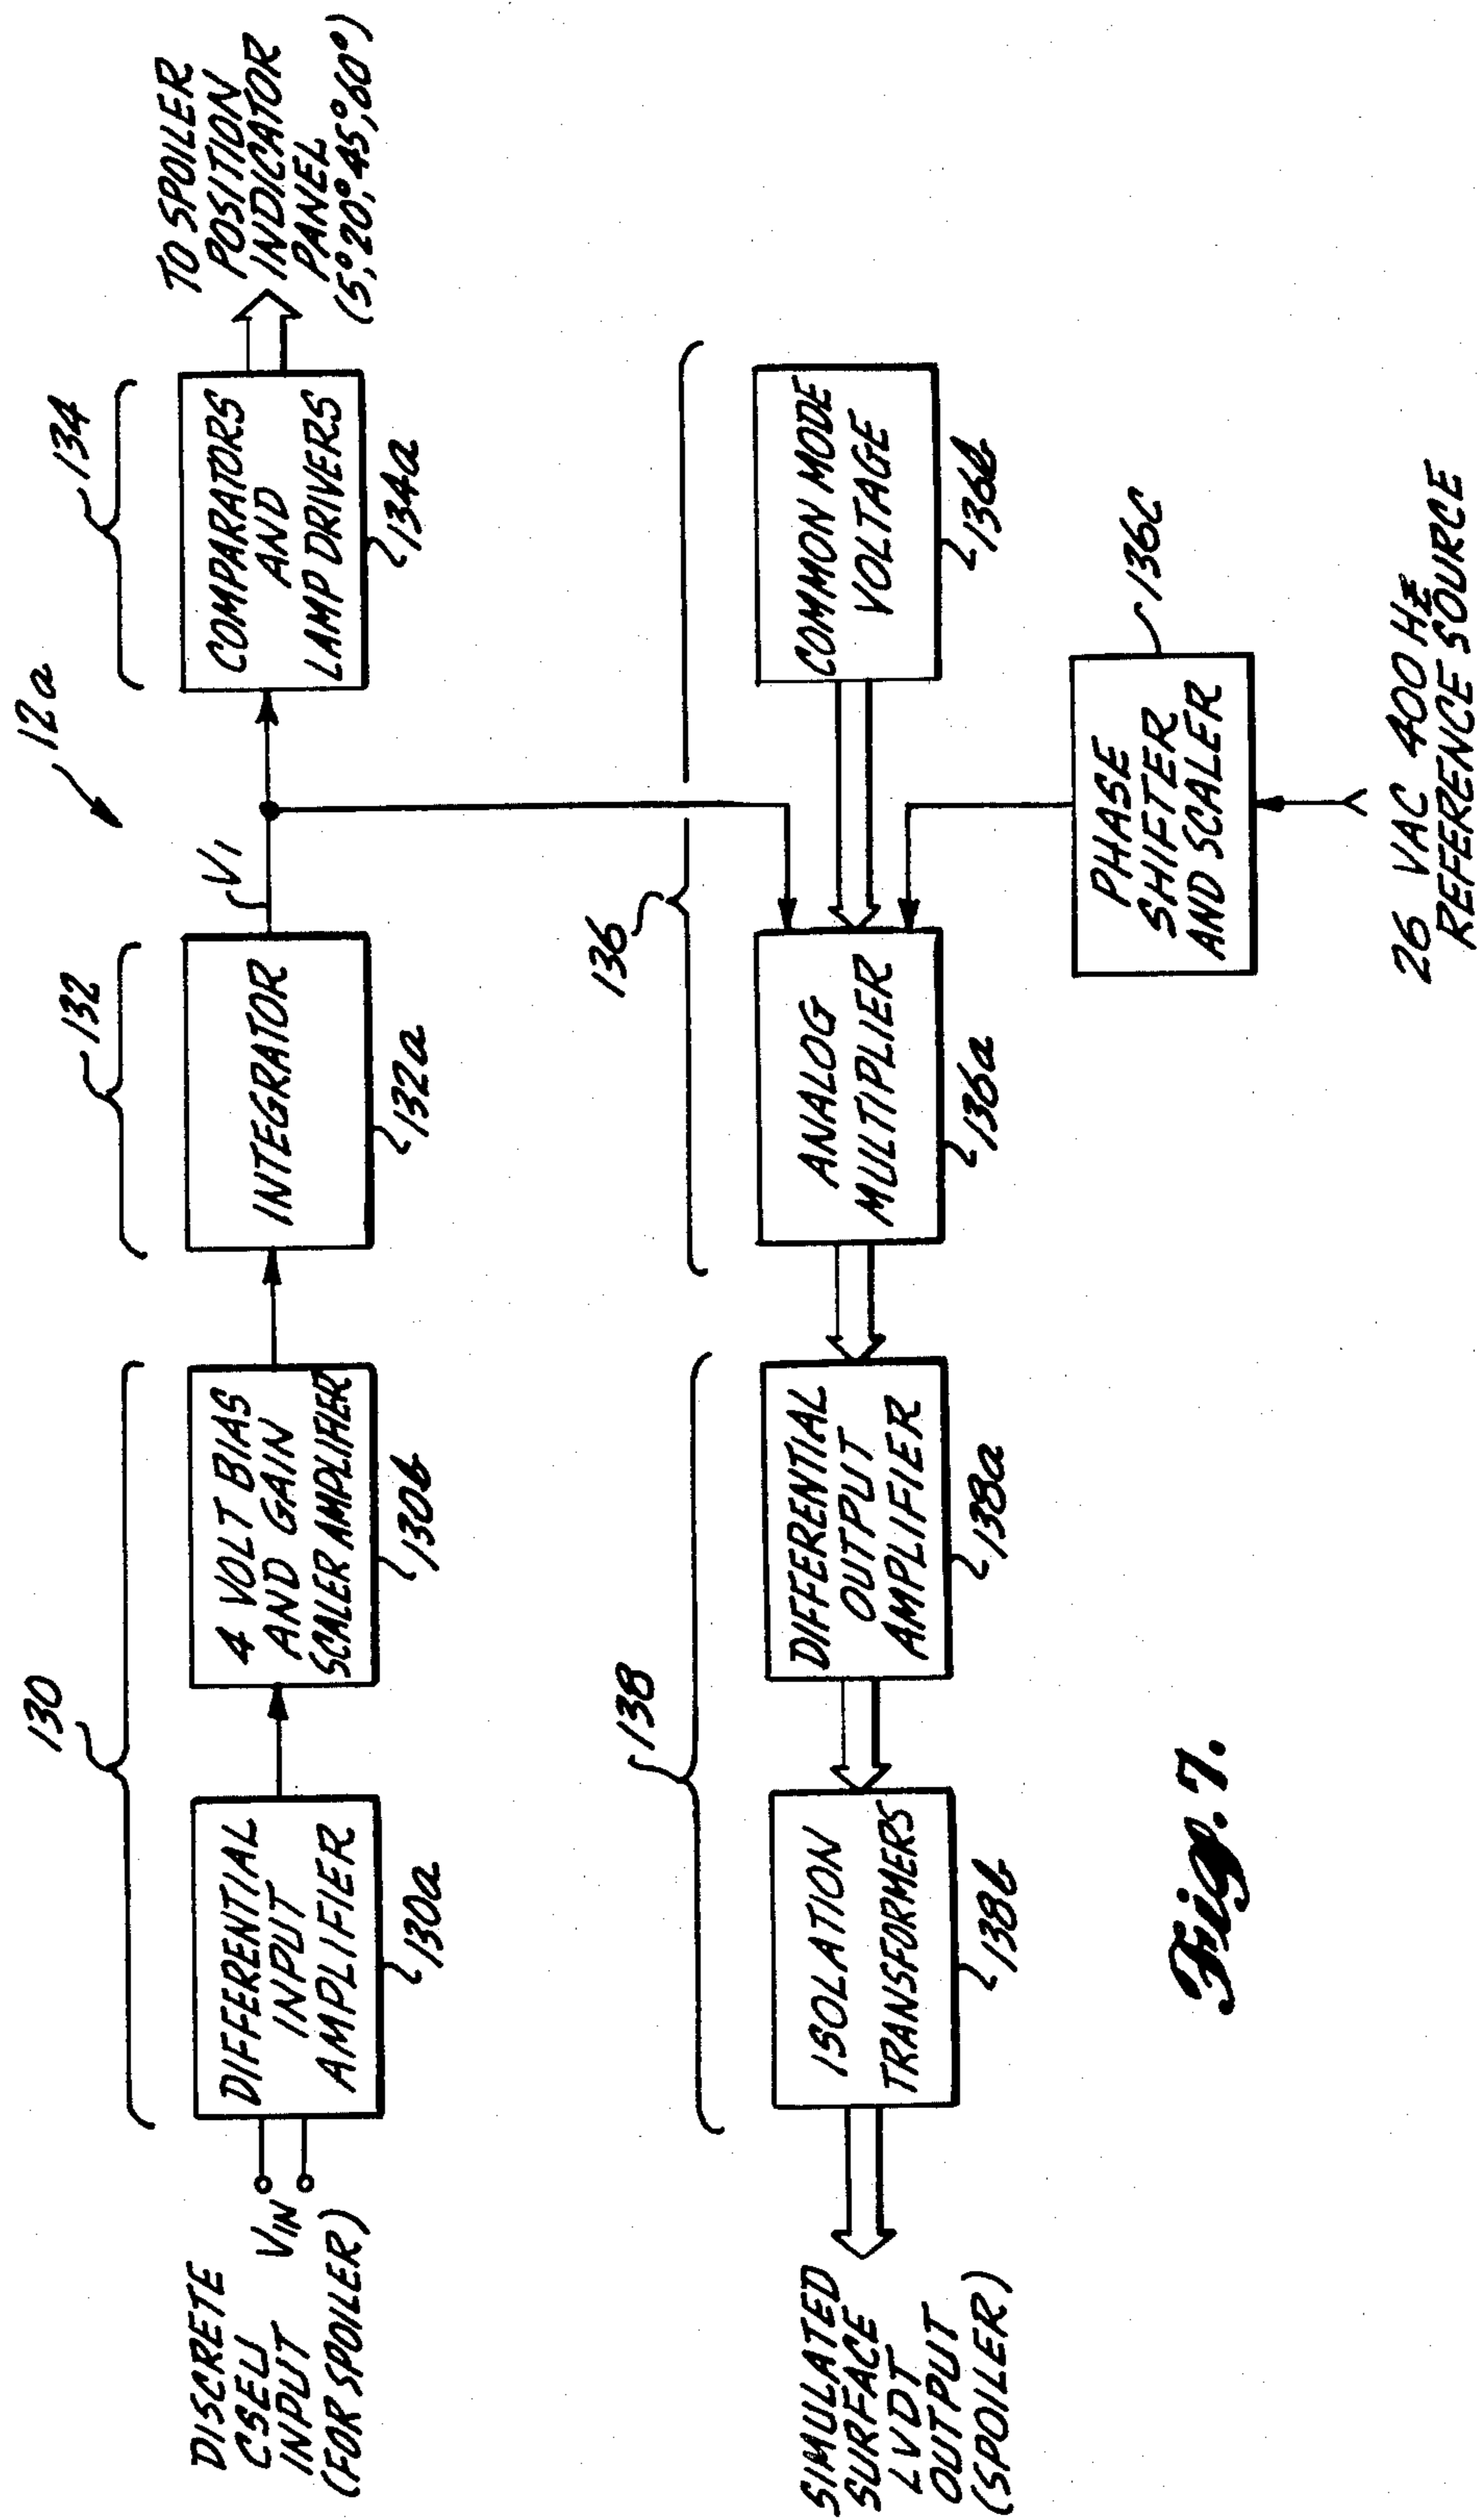 12a
130
132
134
DISCRETE
CSEU
INPUT
(FOR SPOILER)
VIN
DIFFERENTIAL
INPUT
AMPLIFIER
130a
4 VOLT BIAS
AND GAIN
SCALER AMPLIFIER
130b
INTEGRATOR
132a
V1
COMPARATORS
AND
LAMP DRIVERS
134a
TO SPOILER
POSITION
INDICATOR
PANEL
(5°,20°,45°,60°)
138
136
SIMULATED
SURFACE
LVDT
OUTPUT
(SPOILER)
ISOLATION
TRANSFORMERS
138b
DIFFERENTIAL
OUTPUT
AMPLIFIER
138a
ANALOG
MULTIPLIER
136a
COMMON MODE
VOLTAGE
136b
PHASE
SHIFTER
AND SCALER
136c
26 VAC 400 HZ
REFERENCE SOURCE
Fig. 7.